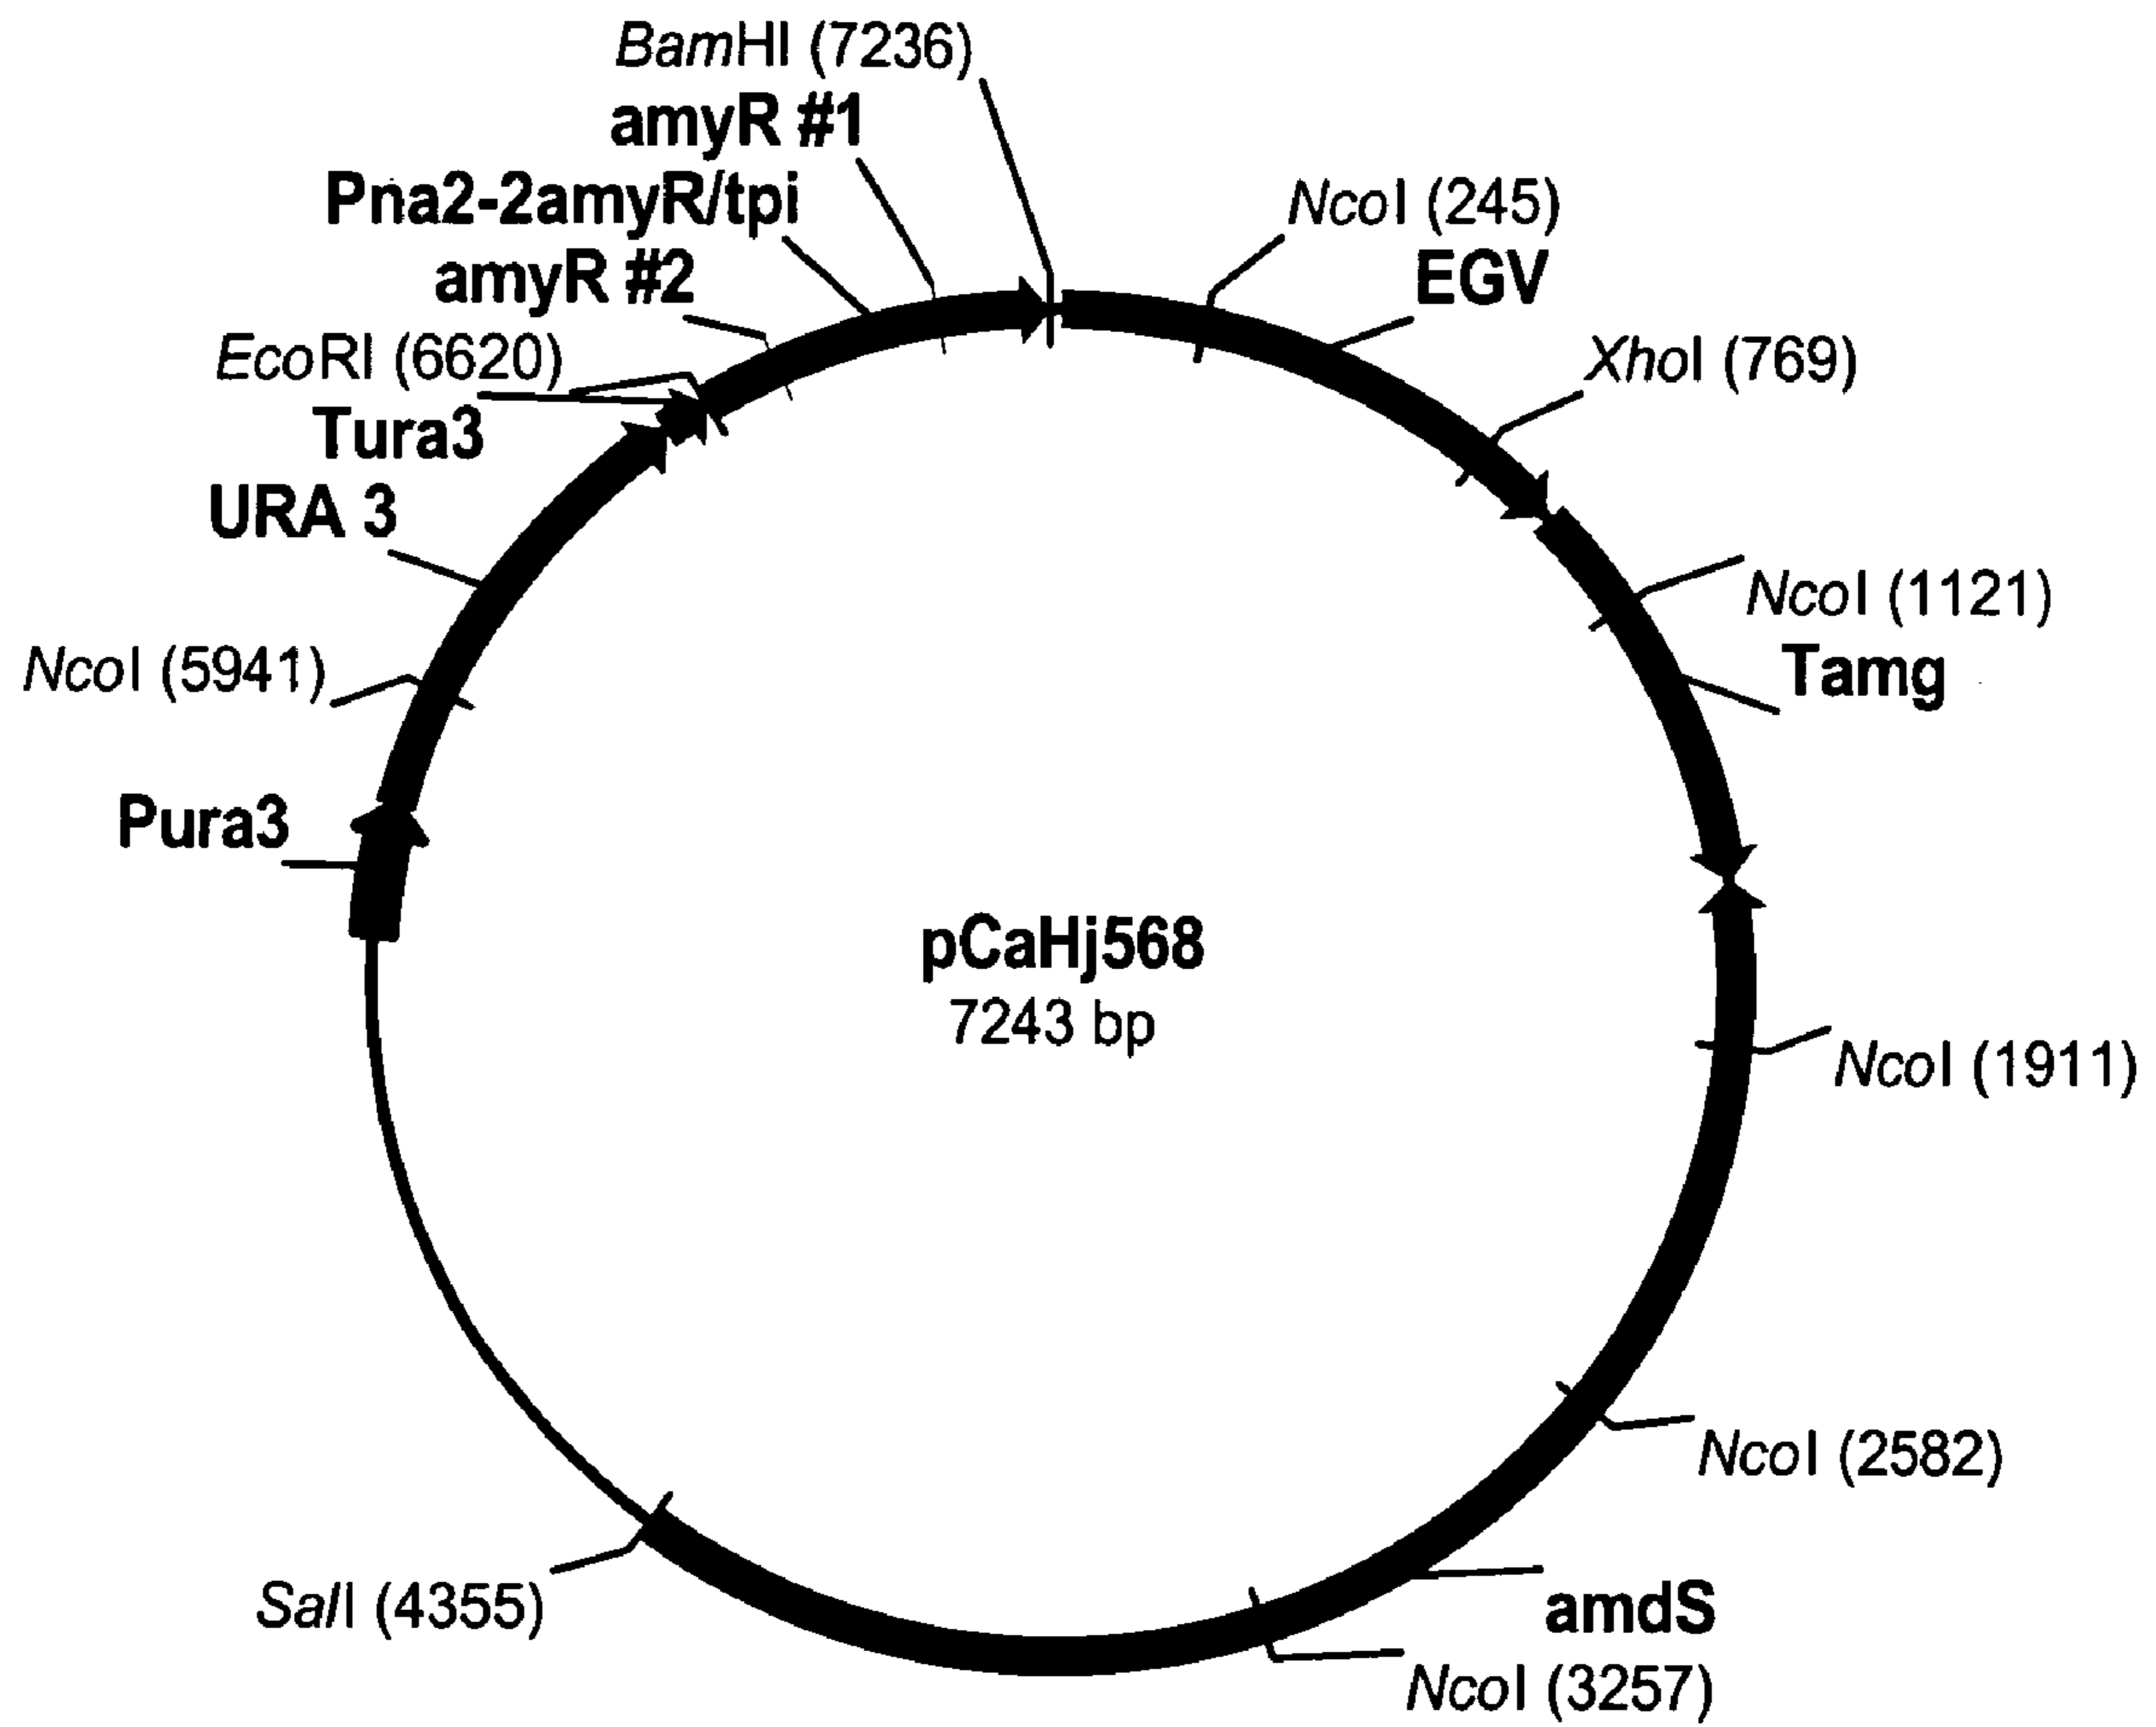 BamHI (7236)
amyR #1
Pna2-2amyR/tpi
amyR #2
EcoRI (6620)
Tura3
URA 3
NcoI (5941)
Pura3
NcoI (245)
EGV
XhoI (769)
NcoI (1121)
Tamg
pCaHj568
7243 bp
NcoI (1911)
NcoI (2582)
amdS
NcoI (3257)
SalI (4355)